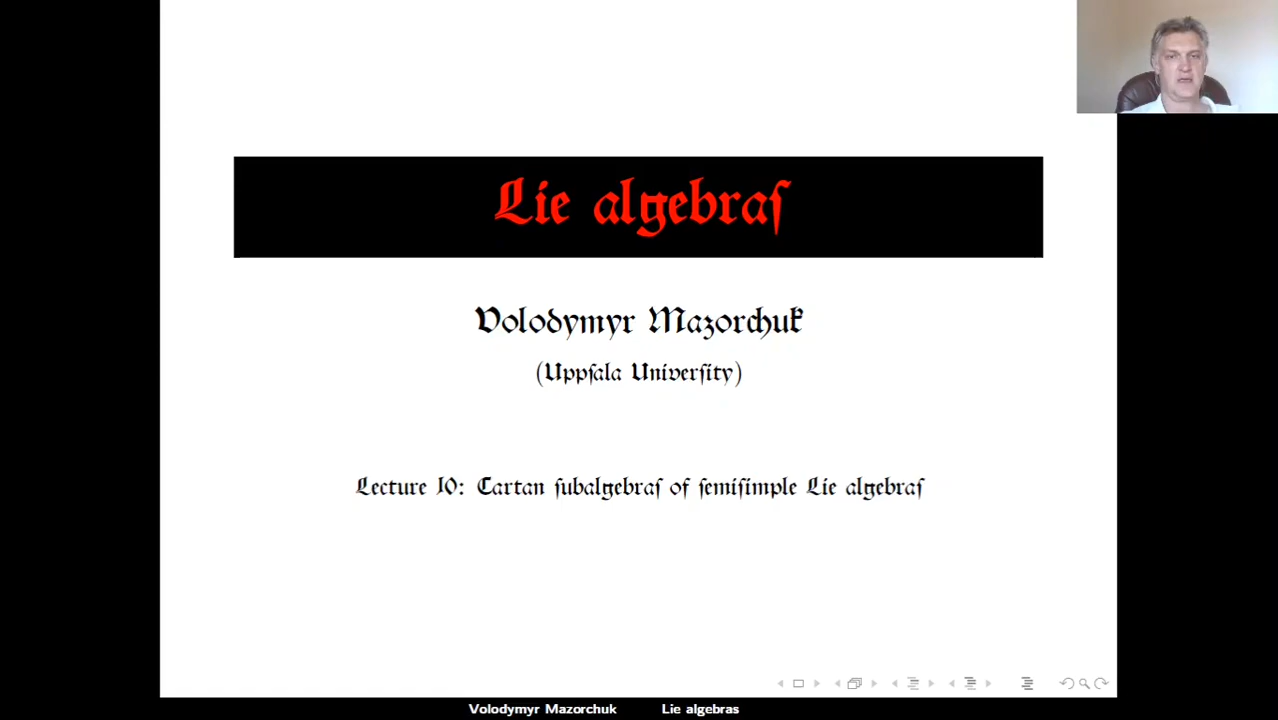 Lie algebraſ
Volodymyr Mazorchuk
(Uppſala Univerſity)
Lecture 10: Cartan ſubalgebraſ of ſemiſimple Lie algebraſ
Volodymyr Mazorchuk Lie algebras